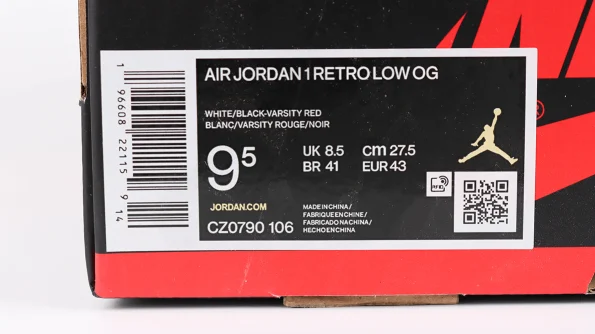 AIR JORDAN 1 RETRO LOW OG
WHITE/BLACK-VARSITY RED
BLANC/VARSITY ROUGE/NOIR
9⁵
UK 8.5 cm 27.5
BR 41 EUR 43
JORDAN.COM
CZ0790 106
MADE IN CHINA/
FABRIQUE EN CHINE/
FABRICADO NA CHINA/
HECHO EN CHINA
1 96608 22115 9 14
®